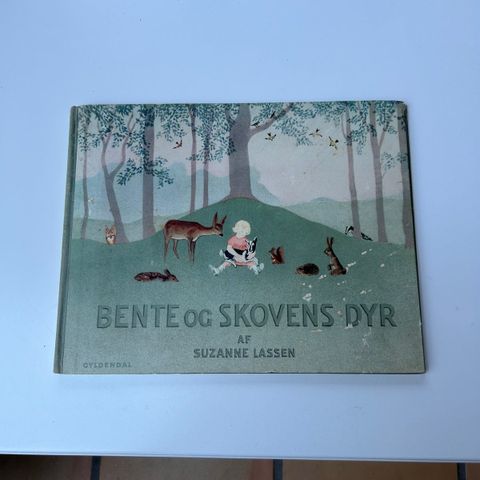 BENTE OG SKOVENS DYR
AF
SUZANNE LASSEN
GYLDENDAL